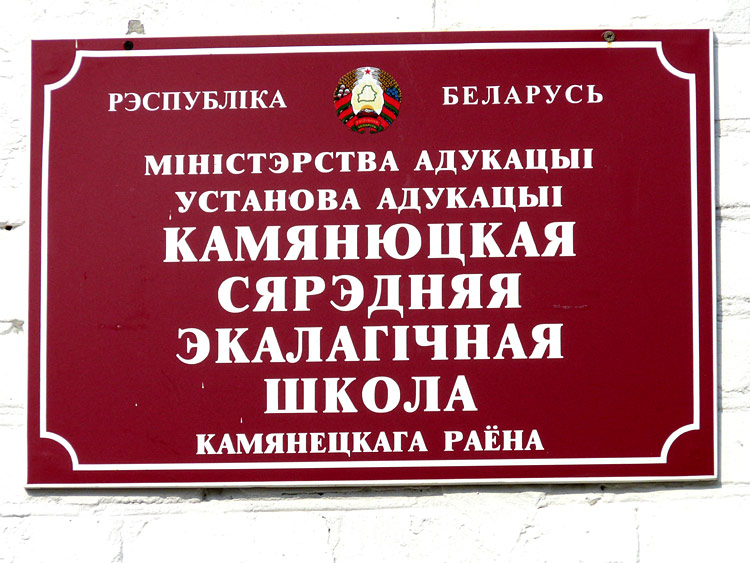 РЭСПУБЛІКА БЕЛАРУСЬ
МІНІСТЭРСТВА АДУКАЦЫІ
УСТАНОВА АДУКАЦЫІ
КАМЯНЮЦКАЯ
СЯРЭДНЯЯ
ЭКАЛАГІЧНАЯ
ШКОЛА
КАМЯНЕЦКАГА РАЁНА